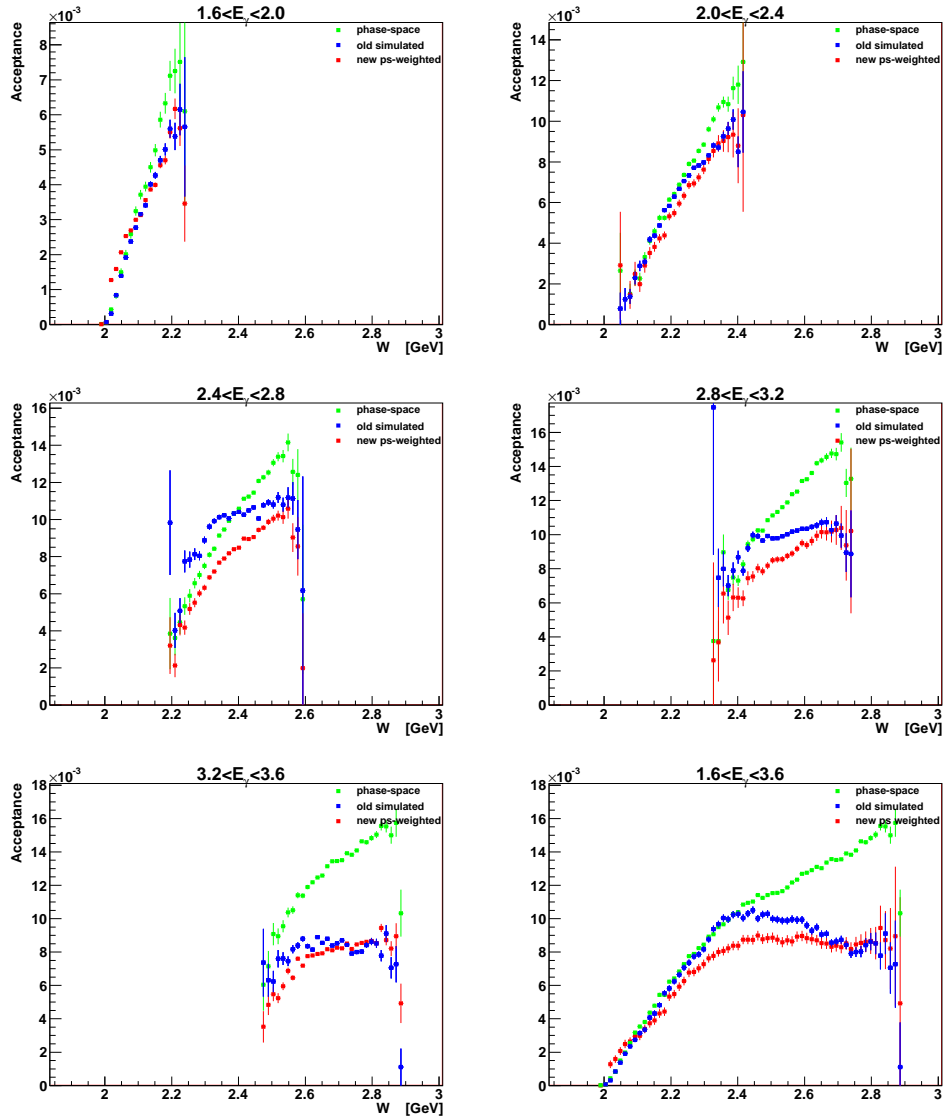 1.6<Eγ<2.0
×10⁻³
Acceptance
phase-space
old simulated
new ps-weighted
8
7
6
5
4
3
2
1
0
2 2.2 2.4 2.6 2.8 3
W [GeV]
2.0<Eγ<2.4
×10⁻³
Acceptance
phase-space
old simulated
new ps-weighted
14
12
10
8
6
4
2
0
2 2.2 2.4 2.6 2.8 3
W [GeV]
2.4<Eγ<2.8
×10⁻³
Acceptance
phase-space
old simulated
new ps-weighted
16
14
12
10
8
6
4
2
0
2 2.2 2.4 2.6 2.8 3
W [GeV]
2.8<Eγ<3.2
×10⁻³
Acceptance
phase-space
old simulated
new ps-weighted
16
14
12
10
8
6
4
2
0
2 2.2 2.4 2.6 2.8 3
W [GeV]
3.2<Eγ<3.6
×10⁻³
Acceptance
phase-space
old simulated
new ps-weighted
18
16
14
12
10
8
6
4
2
0
2 2.2 2.4 2.6 2.8 3
W [GeV]
1.6<Eγ<3.6
×10⁻³
Acceptance
phase-space
old simulated
new ps weighted
18
16
14
12
10
8
6
4
2
0
2 2.2 2.4 2.6 2.8 3
W [GeV]